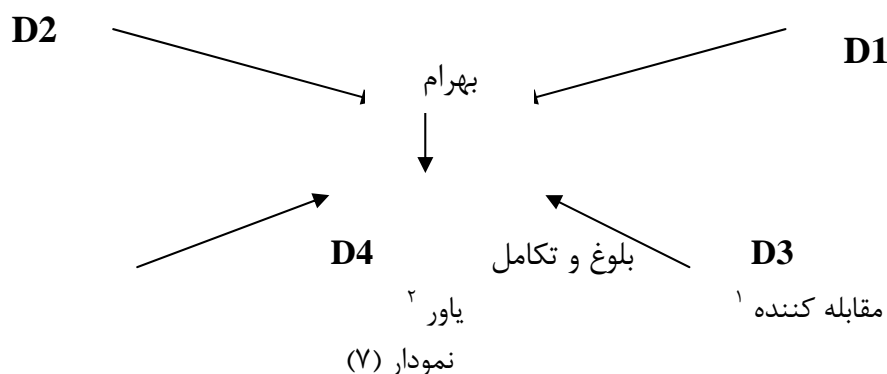 D2
D1
بهرام
D4
بلوغ و تکامل
D3
یاور ۲
مقابله کننده ۱
نمودار (۷)